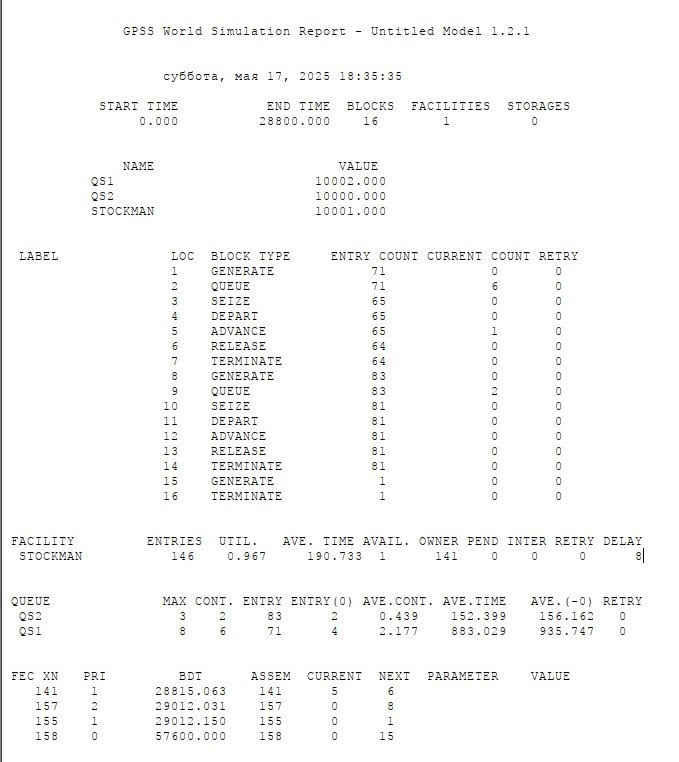 GPSS World Simulation Report - Untitled Model 1.2.1
суббота, мая 17, 2025 18:35:35
START TIME END TIME BLOCKS FACILITIES STORAGES
0.000 28800.000 16 1 0
NAME VALUE
QS1 10002.000
QS2 10000.000
STOCKMAN 10001.000
LABEL LOC BLOCK TYPE ENTRY COUNT CURRENT COUNT RETRY
1 GENERATE 71 0 0
2 QUEUE 71 6 0
3 SEIZE 65 0 0
4 DEPART 65 0 0
5 ADVANCE 65 1 0
6 RELEASE 64 0 0
7 TERMINATE 64 0 0
8 GENERATE 83 0 0
9 QUEUE 83 2 0
10 SEIZE 81 0 0
11 DEPART 81 0 0
12 ADVANCE 81 0 0
13 RELEASE 81 0 0
14 TERMINATE 81 0 0
15 GENERATE 1 0 0
16 TERMINATE 1 0 0
FACILITY ENTRIES UTIL. AVE. TIME AVAIL. OWNER PEND INTER RETRY DELAY
STOCKMAN 146 0.967 190.733 1 141 0 0 0 8
QUEUE MAX CONT. ENTRY ENTRY(0) AVE.CONT. AVE.TIME AVE.(-0) RETRY
QS2 3 2 83 2 0.439 152.399 156.162 0
QS1 8 6 71 4 2.177 883.029 935.747 0
FEC XN PRI BDT ASSEM CURRENT NEXT PARAMETER VALUE
141 1 28815.063 141 5 6
157 2 29012.031 157 0 8
155 1 29012.150 155 0 1
158 0 57600.000 158 0 15